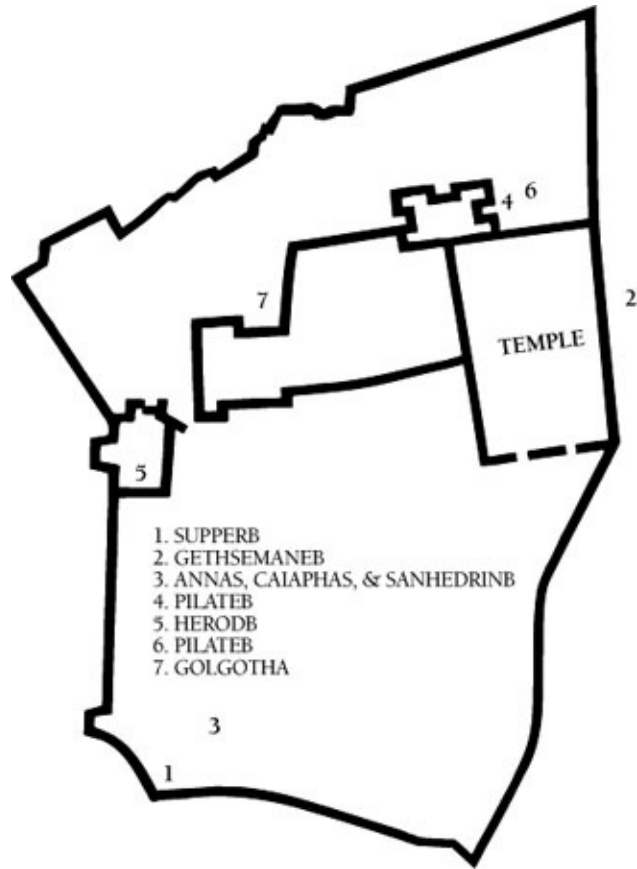 4 6
7
2
TEMPLE
5
1. SUPPERB
2. GETHSEMANEB
3. ANNAS, CAIAPHAS, & SANHEDRINB
4. PILATEB
5. HERODB
6. PILATEB
7. GOLGOTHA
3
1